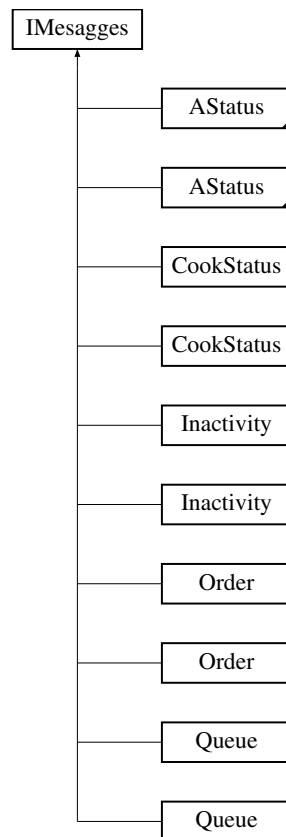 IMesagges
AStatus
AStatus
CookStatus
CookStatus
Inactivity
Inactivity
Order
Order
Queue
Queue